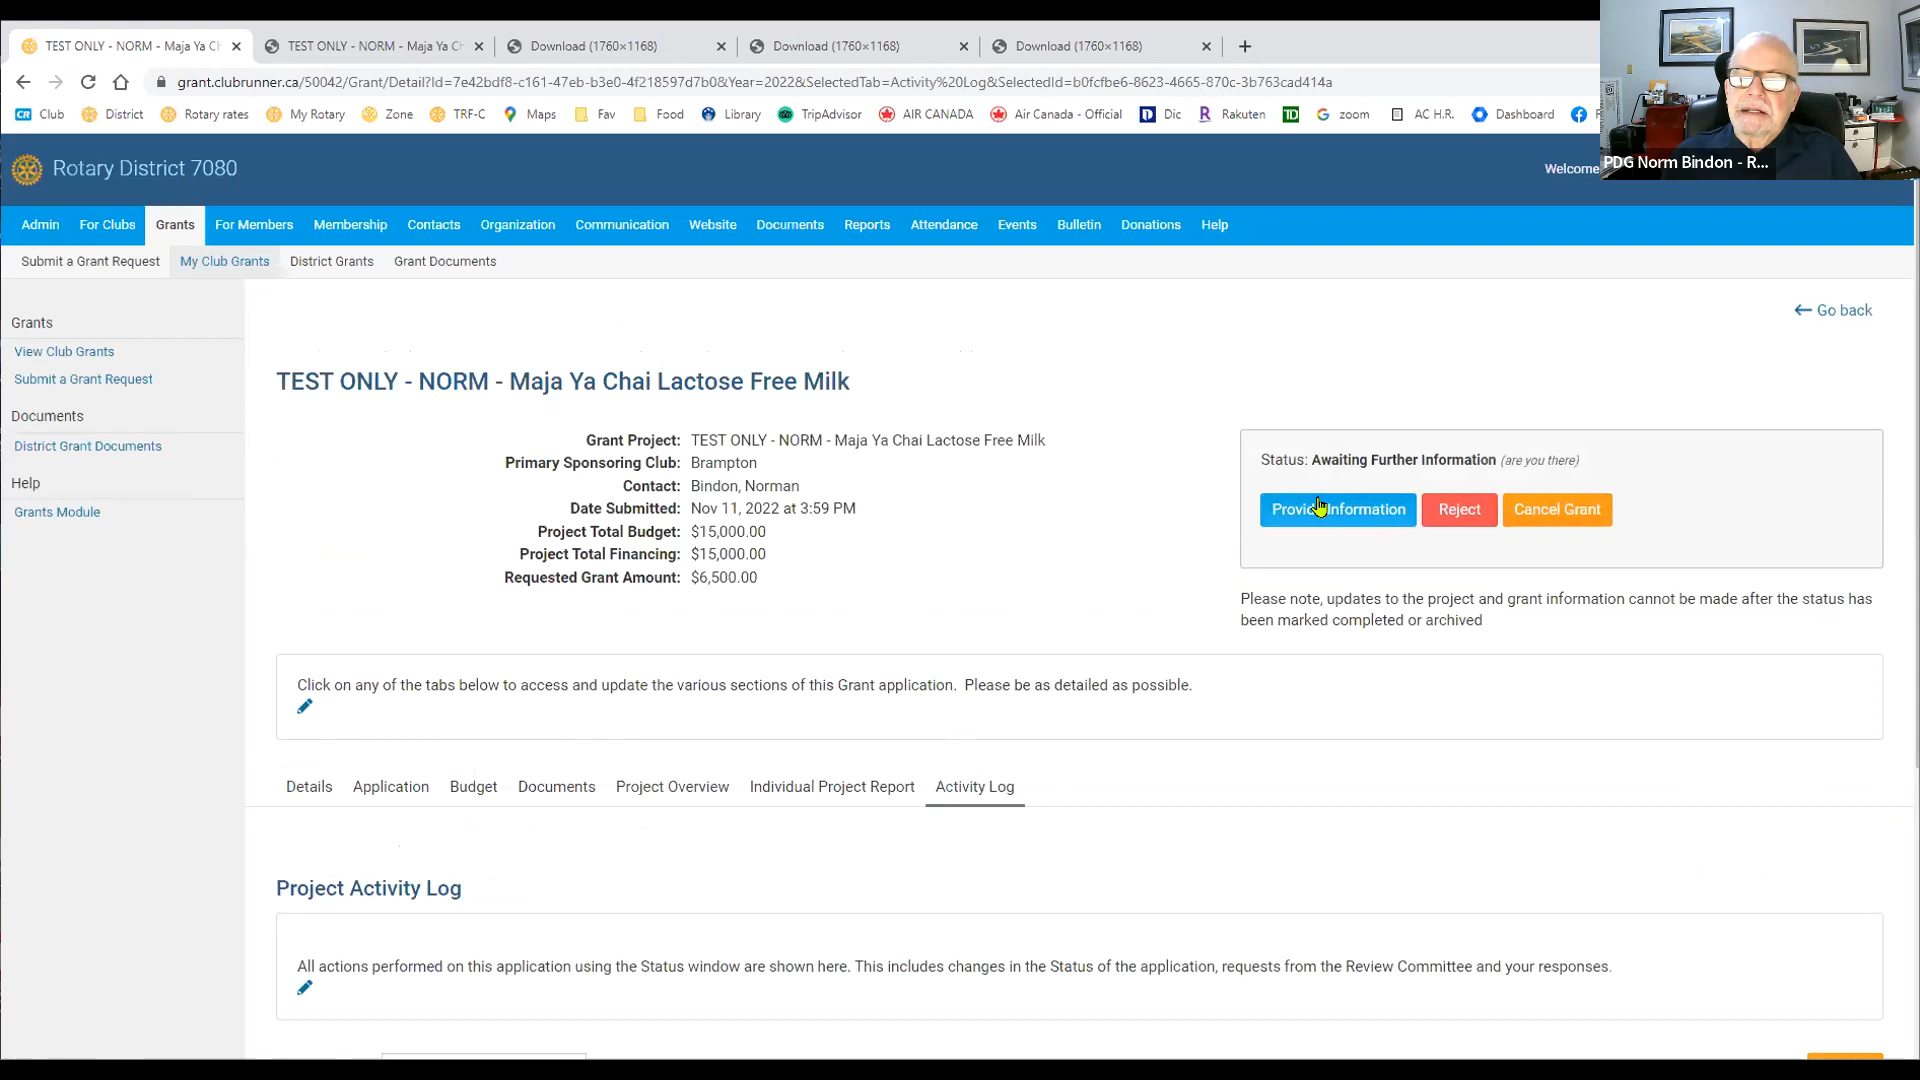 TEST ONLY - NORM - Maja Ya Ch
TEST ONLY - NORM - Maja Ya C
Download (1760×1168)
Download (1760×1168)
Download (1760×1168)
grant.clubrunner.ca/50042/Grant/Detail?Id=7e42bdf8-c161-47eb-b3e0-4f218597d7b0&Year=2022&SelectedTab=Activity%20Log&SelectedId=b0fcfbe6-8623-4665-870c-3b763cad414a
CR Club
District
Rotary rates
My Rotary
Zone
TRF-C
Maps
Fav
Food
Library
TripAdvisor
AIR CANADA
Air Canada - Official
D Dic
R Rakuten
TD
G zoom
AC H.R.
Dashboard
PDG Norm Bindon - R...
Rotary District 7080
Welcome
Admin For Clubs Grants For Members Membership Contacts Organization Communication Website Documents Reports Attendance Events Bulletin Donations Help
Submit a Grant Request My Club Grants District Grants Grant Documents
Grants
View Club Grants
Submit a Grant Request
Documents
District Grant Documents
Help
Grants Module
← Go back
TEST ONLY - NORM - Maja Ya Chai Lactose Free Milk
Grant Project: TEST ONLY - NORM - Maja Ya Chai Lactose Free Milk
Primary Sponsoring Club: Brampton
Contact: Bindon, Norman
Date Submitted: Nov 11, 2022 at 3:59 PM
Project Total Budget: $15,000.00
Project Total Financing: $15,000.00
Requested Grant Amount: $6,500.00
Status: Awaiting Further Information (are you there)
Provide Information Reject Cancel Grant
Please note, updates to the project and grant information cannot be made after the status has
been marked completed or archived
Click on any of the tabs below to access and update the various sections of this Grant application. Please be as detailed as possible.
Details Application Budget Documents Project Overview Individual Project Report Activity Log
Project Activity Log
All actions performed on this application using the Status window are shown here. This includes changes in the Status of the application, requests from the Review Committee and your responses.